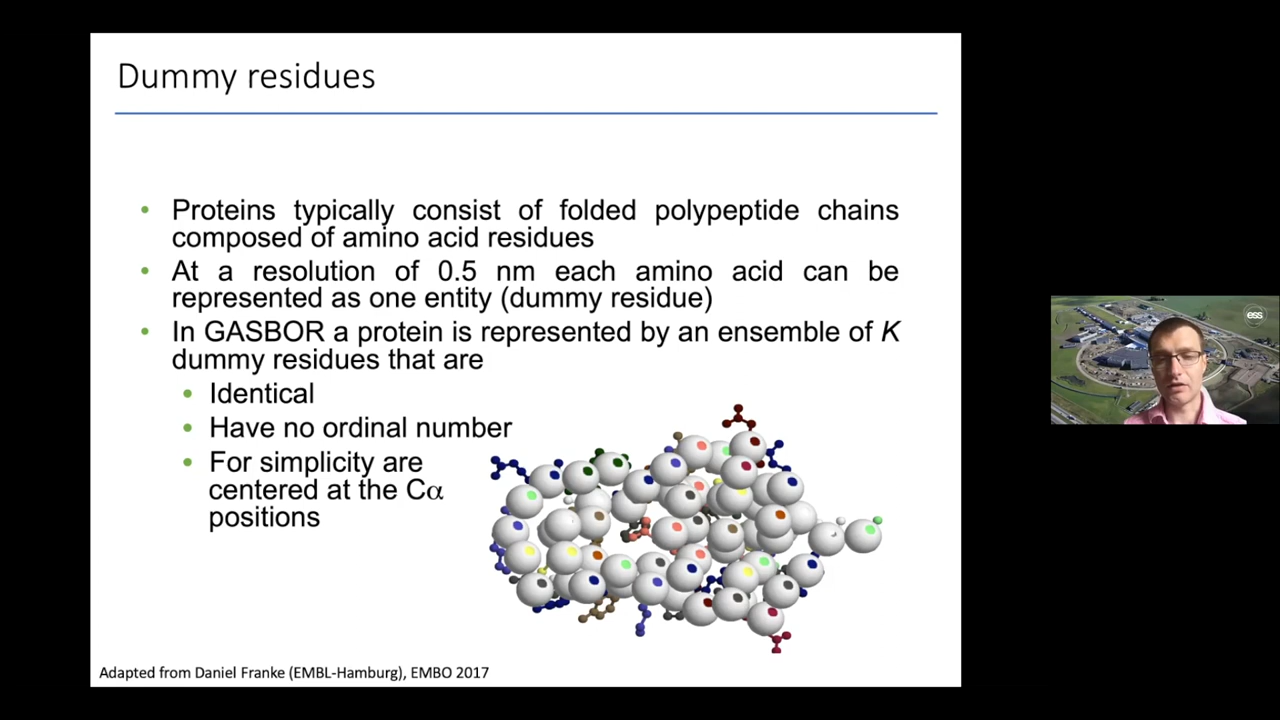 Dummy residues
• Proteins typically consist of folded polypeptide chains
composed of amino acid residues
• At a resolution of 0.5 nm each amino acid can be
represented as one entity (dummy residue)
• In GASBOR a protein is represented by an ensemble of K
dummy residues that are
• Identical
• Have no ordinal number
• For simplicity are
centered at the Cα
positions
Adapted from Daniel Franke (EMBL-Hamburg), EMBO 2017
ess